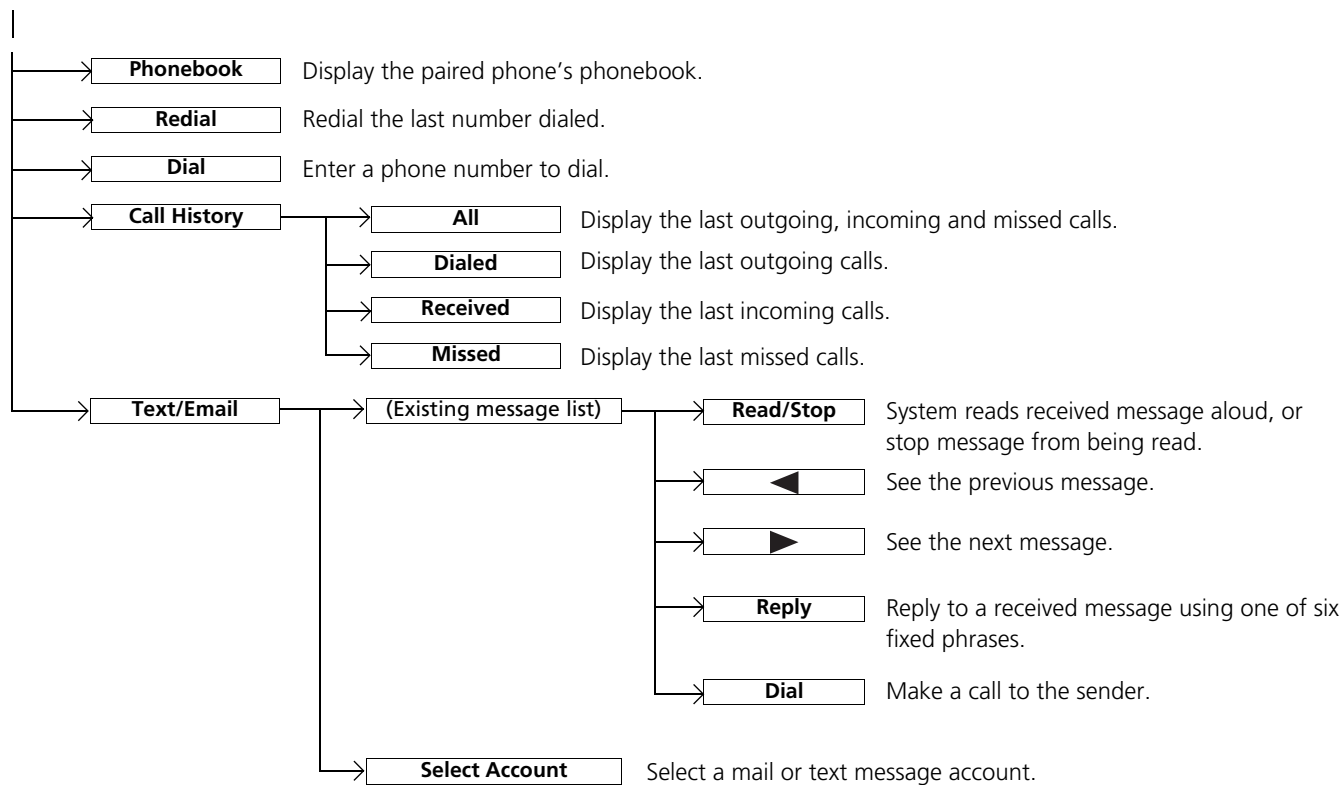 Phonebook Display the paired phone's phonebook.
Redial Redial the last number dialed.
Dial Enter a phone number to dial.
Call History All Display the last outgoing, incoming and missed calls.
Dialed Display the last outgoing calls.
Received Display the last incoming calls.
Missed Display the last missed calls.
Text/Email (Existing message list) Read/Stop System reads received message aloud, or
stop message from being read.
◀ See the previous message.
▶ See the next message.
Reply Reply to a received message using one of six
fixed phrases.
Dial Make a call to the sender.
Select Account Select a mail or text message account.